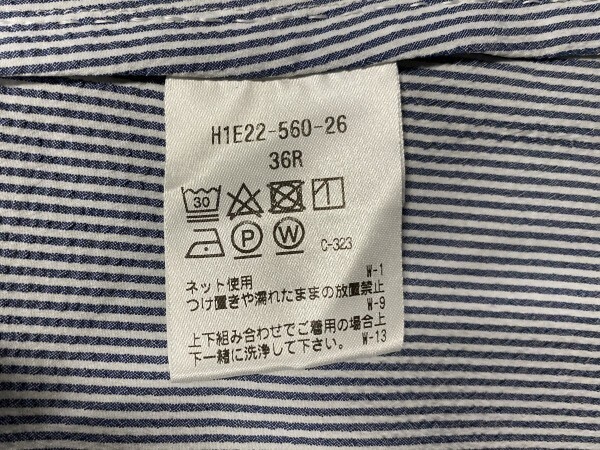 H1E22-560-26
36R
30
P W C-323
W-1
ネット使用
つけ置きや濡れたままの放置禁止
W-9
上下組み合わせでご着用の場合上
下一緒に洗浄して下さい。 W-13